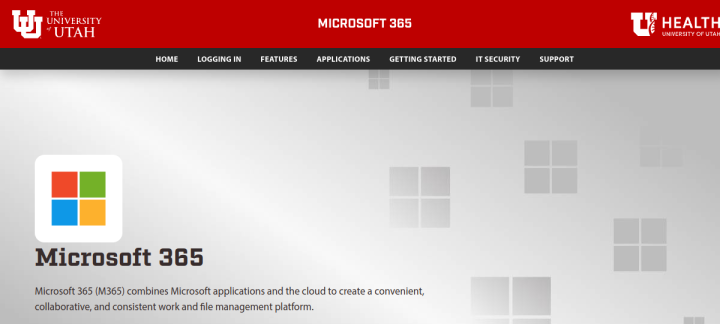 THE
UNIVERSITY
of UTAH
MICROSOFT 365
HEALTH
UNIVERSITY OF UTAH
HOME LOGGING IN FEATURES APPLICATIONS GETTING STARTED IT SECURITY SUPPORT
Microsoft 365
Microsoft 365 (M365) combines Microsoft applications and the cloud to create a convenient,
collaborative, and consistent work and file management platform.